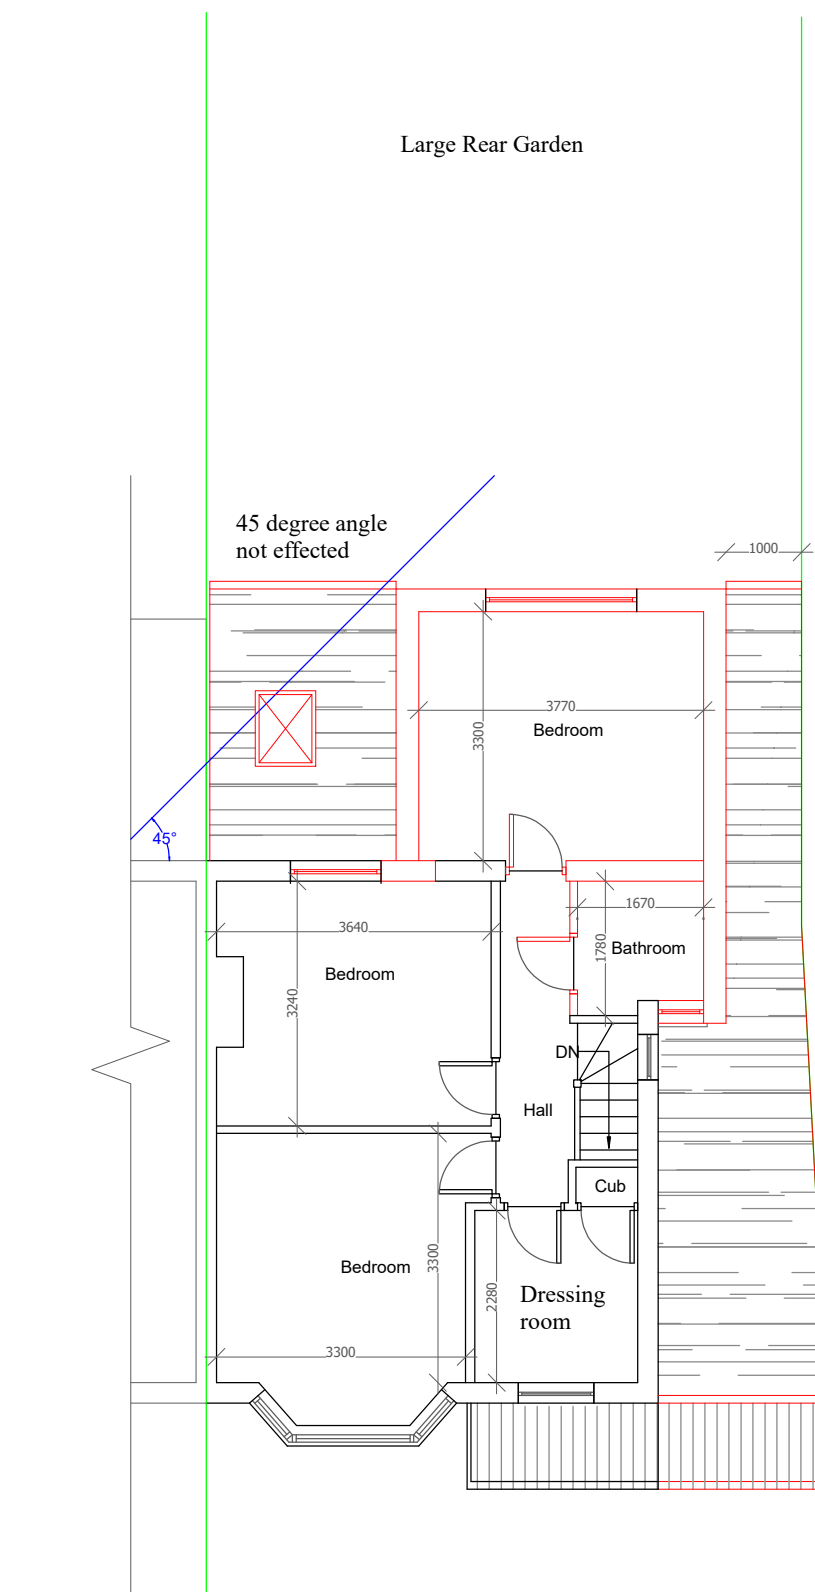 Large Rear Garden
45 degree angle
not effected
1000
3770
Bedroom
3300
45°
3640
1670
1780
Bathroom
Bedroom
3240
DN
Hall
Cub
Bedroom
3300
2280
Dressing
room
3300